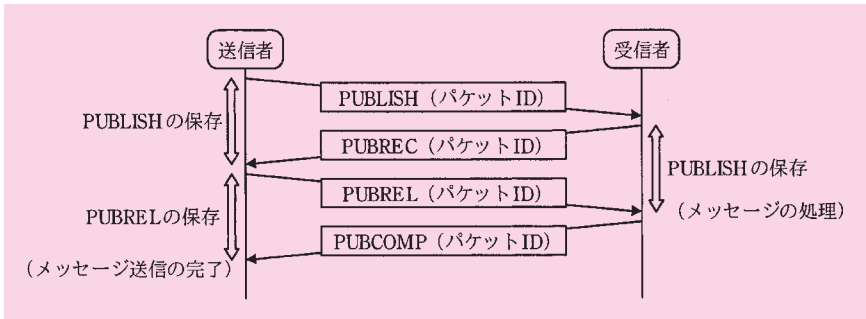 送信者
受信者
PUBLISH（パケットID）
PUBLISHの保存
PUBREC（パケットID）
PUBLISHの保存
PUBREL（パケットID）
PUBRELの保存
（メッセージの処理）
PUBCOMP（パケットID）
（メッセージ送信の完了）